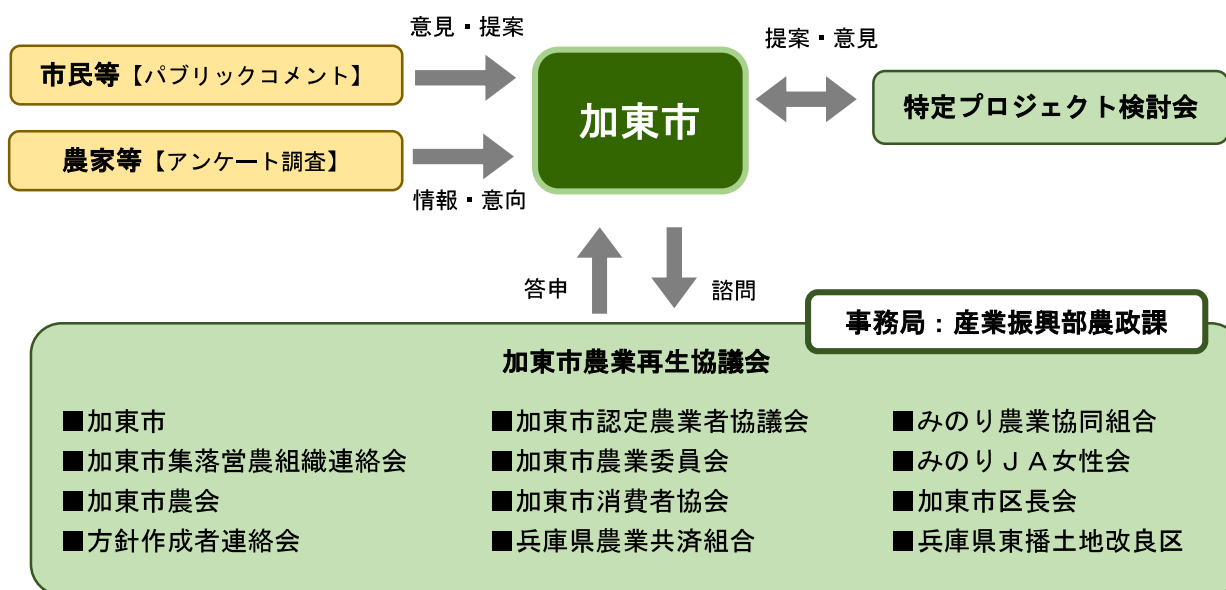 意見・提案
市民等【パブリックコメント】
加東市
提案・意見
特定プロジェクト検討会
農家等【アンケート調査】
情報・意向
答申
諮問
事務局：産業振興部農政課
加東市農業再生協議会
■加東市
■加東市集落営農組織連絡会
■加東市農会
■方針作成者連絡会
■加東市認定農業者協議会
■加東市農業委員会
■加東市消費者協会
■兵庫県農業共済組合
■みのり農業協同組合
■みのりＪＡ女性会
■加東市区長会
■兵庫県東播土地改良区